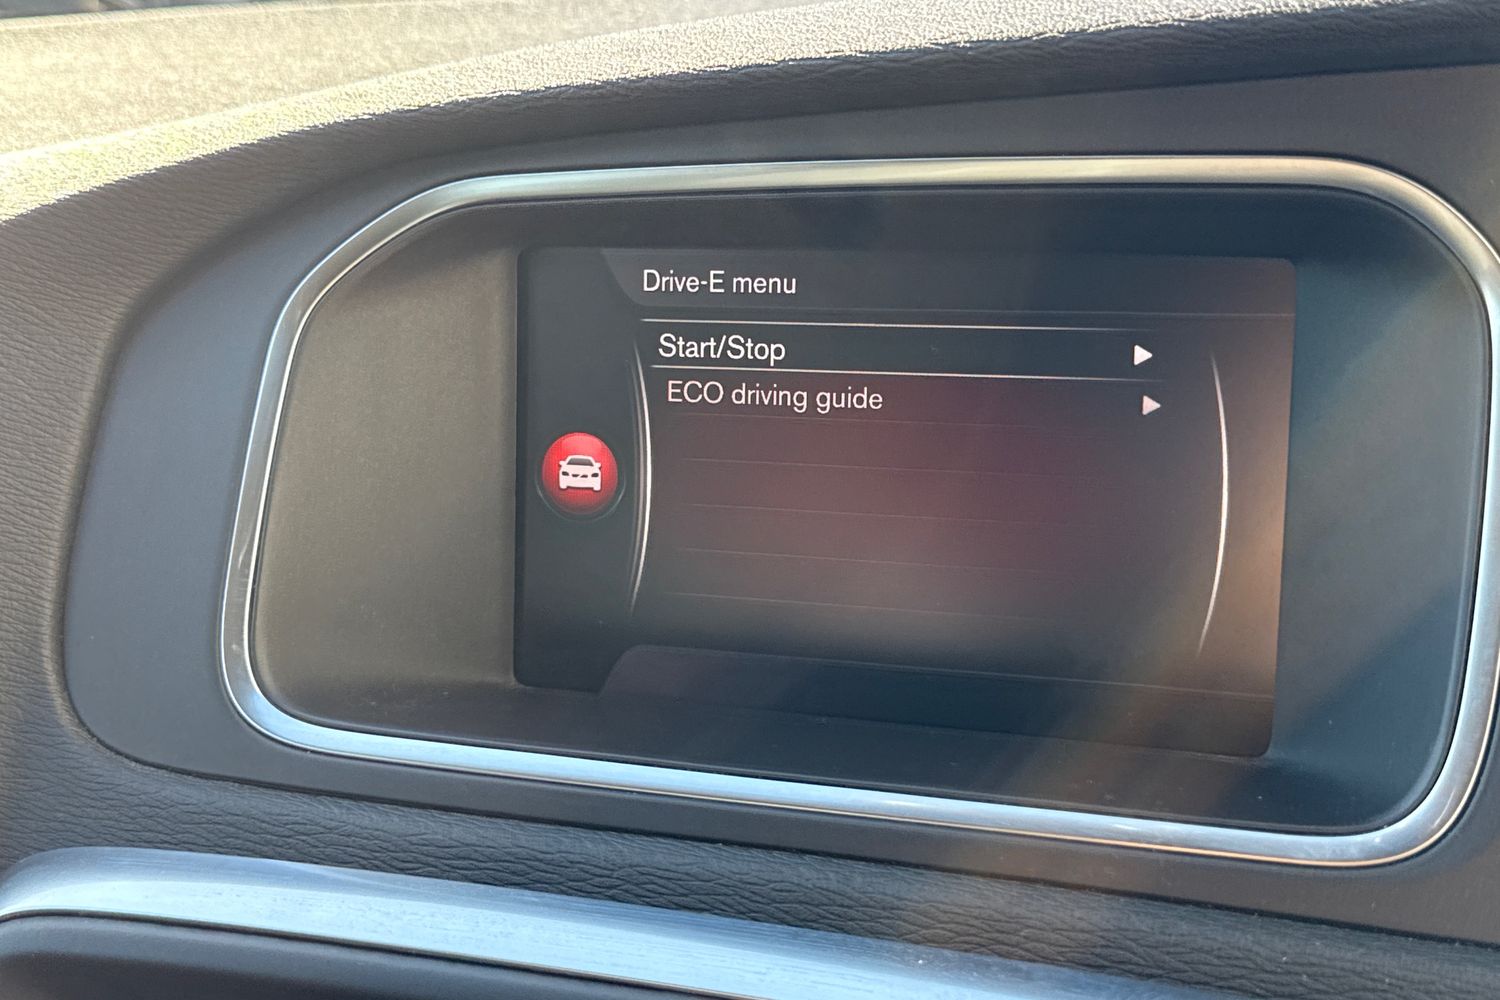 Drive-E menu
Start/Stop
ECO driving guide